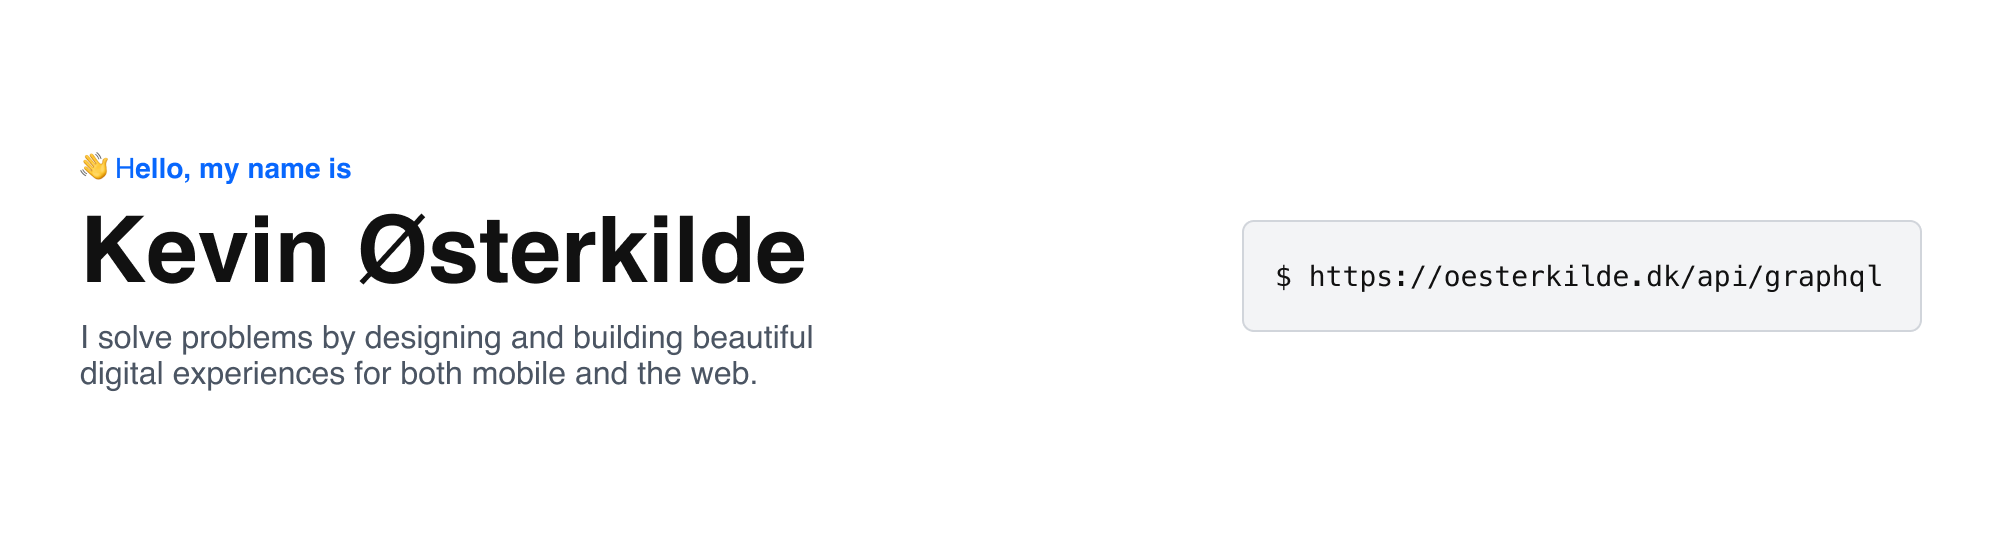 👋 Hello, my name is
Kevin Østerkilde
I solve problems by designing and building beautiful
digital experiences for both mobile and the web.
$ https://oesterkilde.dk/api/graphql